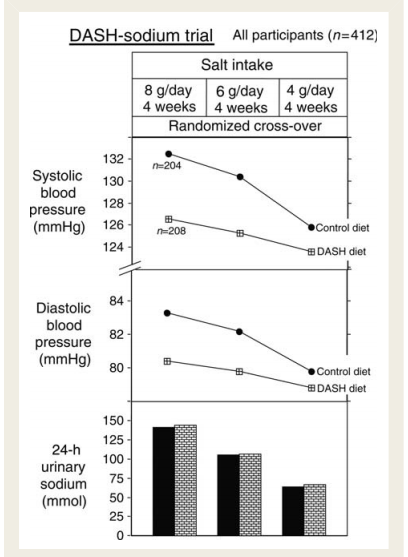 DASH-sodium trial All participants (n=412)
Salt intake
8 g/day 6 g/day 4 g/day
4 weeks 4 weeks 4 weeks
Randomized cross-over
Systolic
blood
pressure
(mmHg)
132
130
128
126
124
n=204
n=208
Control diet
DASH diet
Diastolic
blood
pressure
(mmHg)
84
82
80
Control diet
DASH diet
24-h
urinary
sodium
(mmol)
150
125
100
75
50
25
0